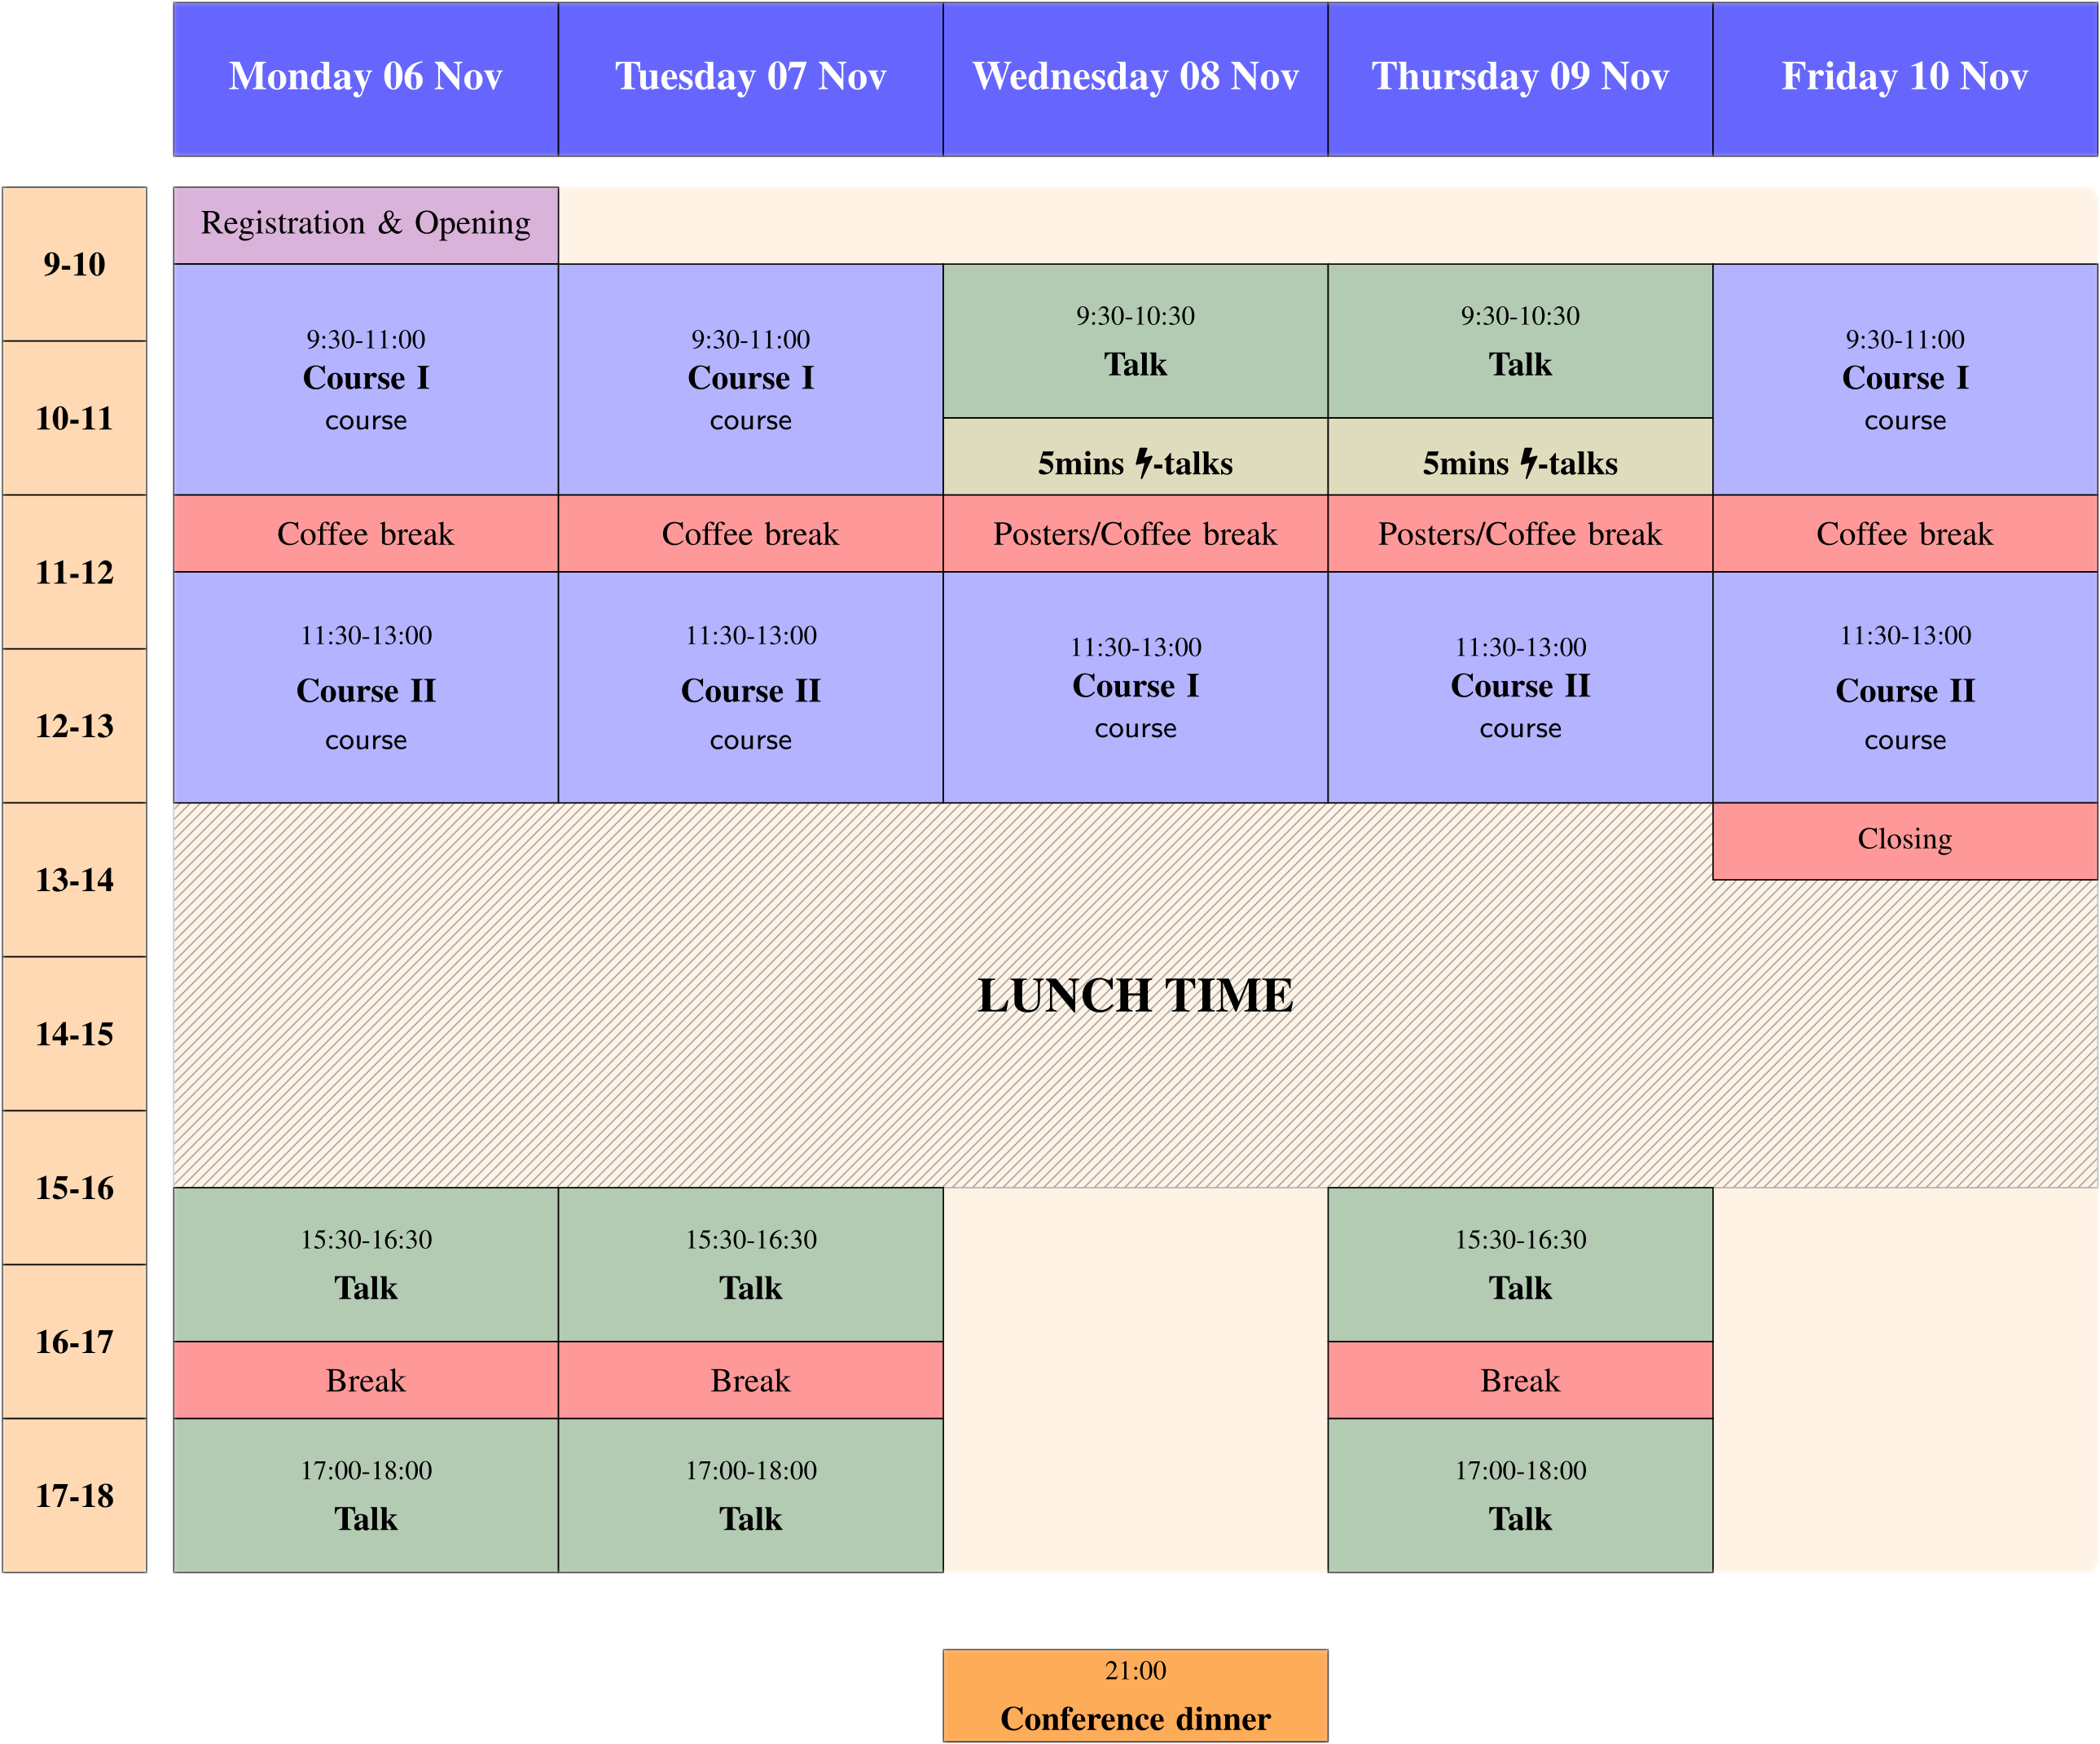 Monday 06 Nov
Tuesday 07 Nov
Wednesday 08 Nov
Thursday 09 Nov
Friday 10 Nov
9-10
10-11
11-12
12-13
13-14
14-15
15-16
16-17
17-18
Registration & Opening
9:30-11:00
Course I
course
Coffee break
11:30-13:00
Course II
course
9:30-11:00
Course I
course
Coffee break
11:30-13:00
Course II
course
9:30-10:30
Talk
5mins ⚡-talks
Posters/Coffee break
11:30-13:00
Course I
course
9:30-10:30
Talk
5mins ⚡-talks
Posters/Coffee break
11:30-13:00
Course II
course
9:30-11:00
Course I
course
Coffee break
11:30-13:00
Course II
course
Closing
LUNCH TIME
15:30-16:30
Talk
Break
17:00-18:00
Talk
15:30-16:30
Talk
Break
17:00-18:00
Talk
15:30-16:30
Talk
Break
17:00-18:00
Talk
21:00
Conference dinner